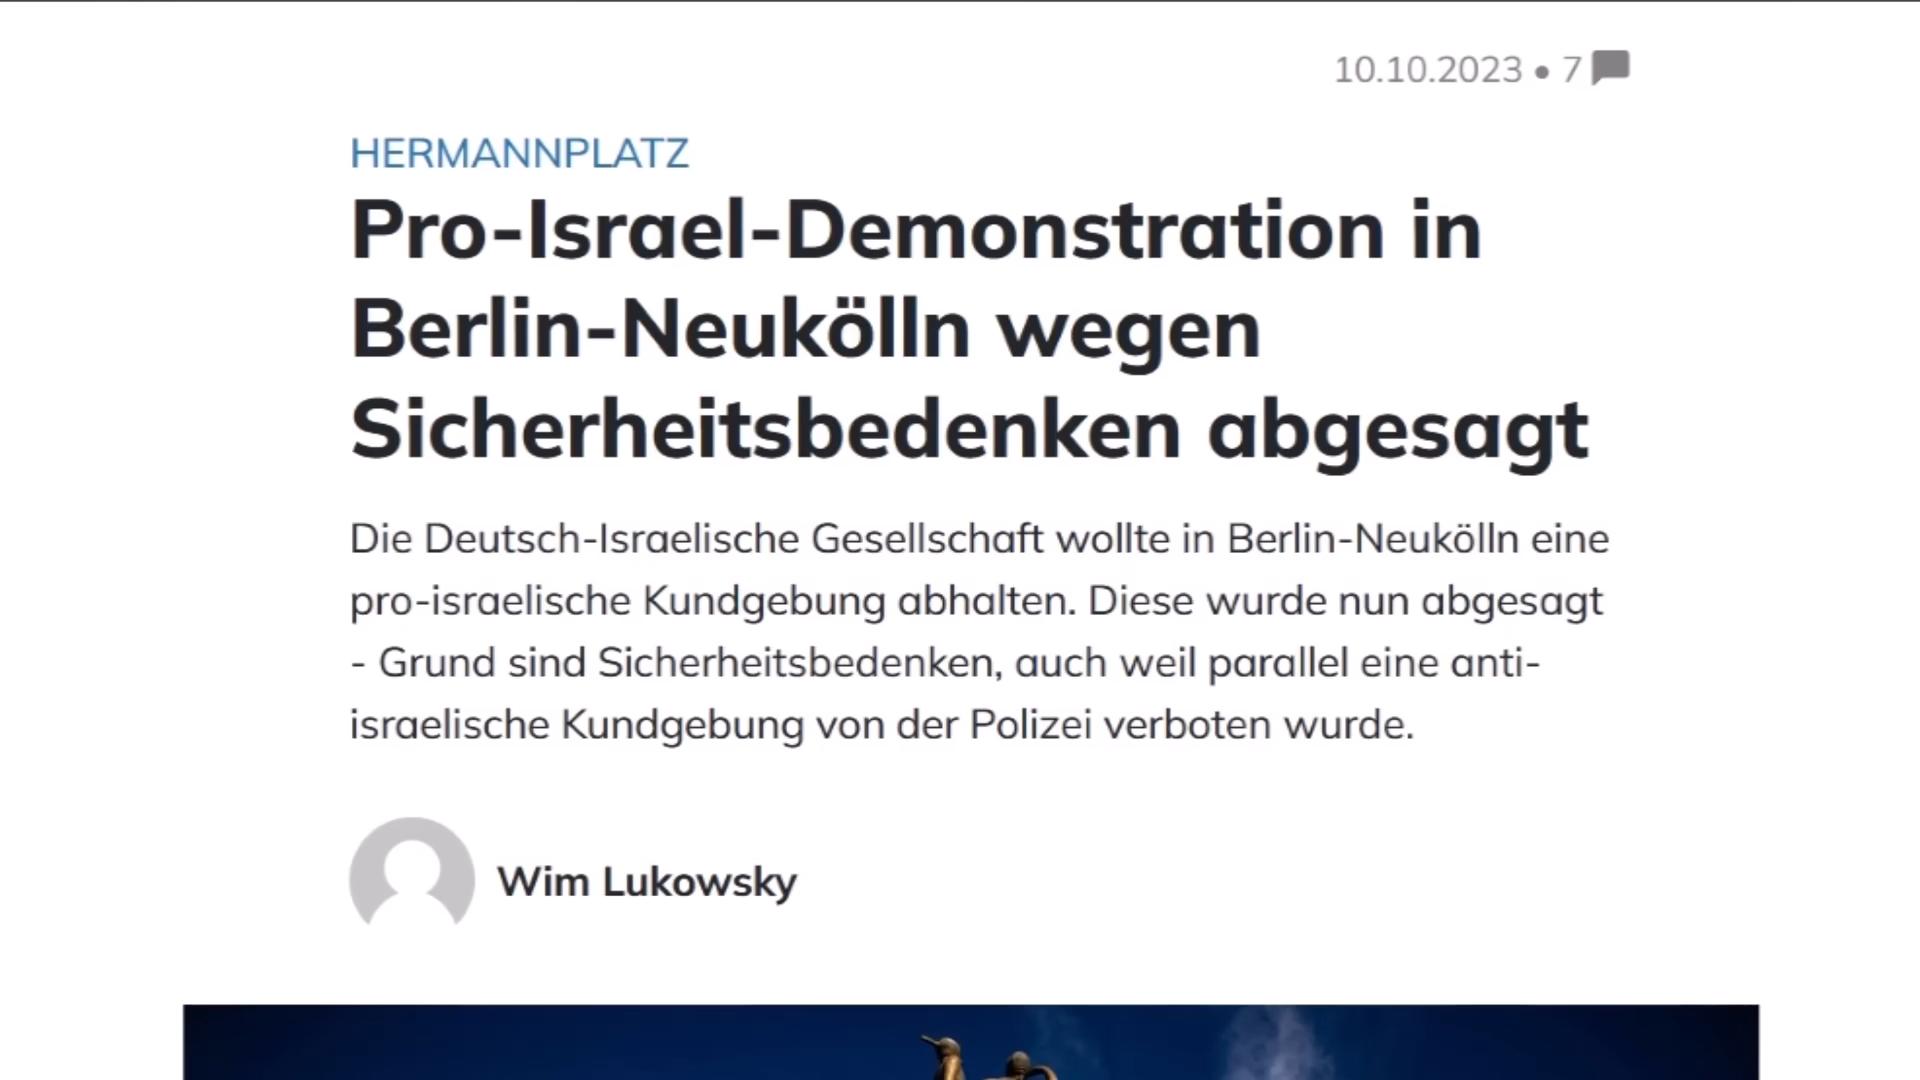 10.10.2023 • 7
HERMANNPLATZ
Pro-Israel-Demonstration in
Berlin-Neukölln wegen
Sicherheitsbedenken abgesagt
Die Deutsch-Israelische Gesellschaft wollte in Berlin-Neukölln eine
pro-israelische Kundgebung abhalten. Diese wurde nun abgesagt
- Grund sind Sicherheitsbedenken, auch weil parallel eine anti-
israelische Kundgebung von der Polizei verboten wurde.
Wim Lukowsky